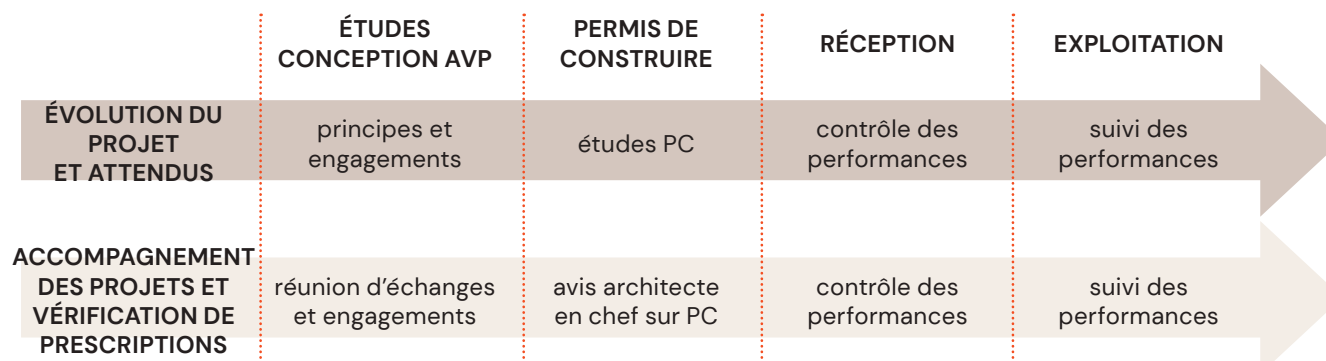 ÉTUDES
CONCEPTION AVP
PERMIS DE
CONSTRUIRE
RÉCEPTION
EXPLOITATION
ÉVOLUTION DU
PROJET
ET ATTENDUS
principes et
engagements
études PC
contrôle des
performances
suivi des
performances
ACCOMPAGNEMENT
DES PROJETS ET
VÉRIFICATION DE
PRESCRIPTIONS
réunion d’échanges
et engagements
avis architecte
en chef sur PC
contrôle des
performances
suivi des
performances